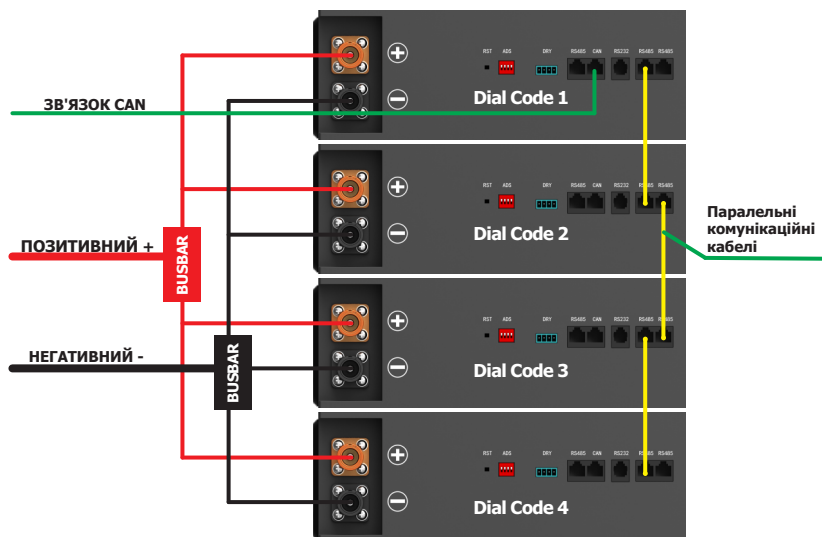 RST ADS DRY RS485 CAN RS232 RS485 RS485
ЗВ'ЯЗОК CAN
Dial Code 1
RST ADS DRY RS485 CAN RS232 RS485 RS485
Dial Code 2
Паралельні
комунікаційні
кабелі
ПОЗИТИВНИЙ +
BUSBAR
RST ADS DRY RS485 CAN RS232 RS485 RS485
НЕГАТИВНИЙ -
BUSBAR
Dial Code 3
RST ADS DRY RS485 CAN RS232 RS485 RS485
Dial Code 4